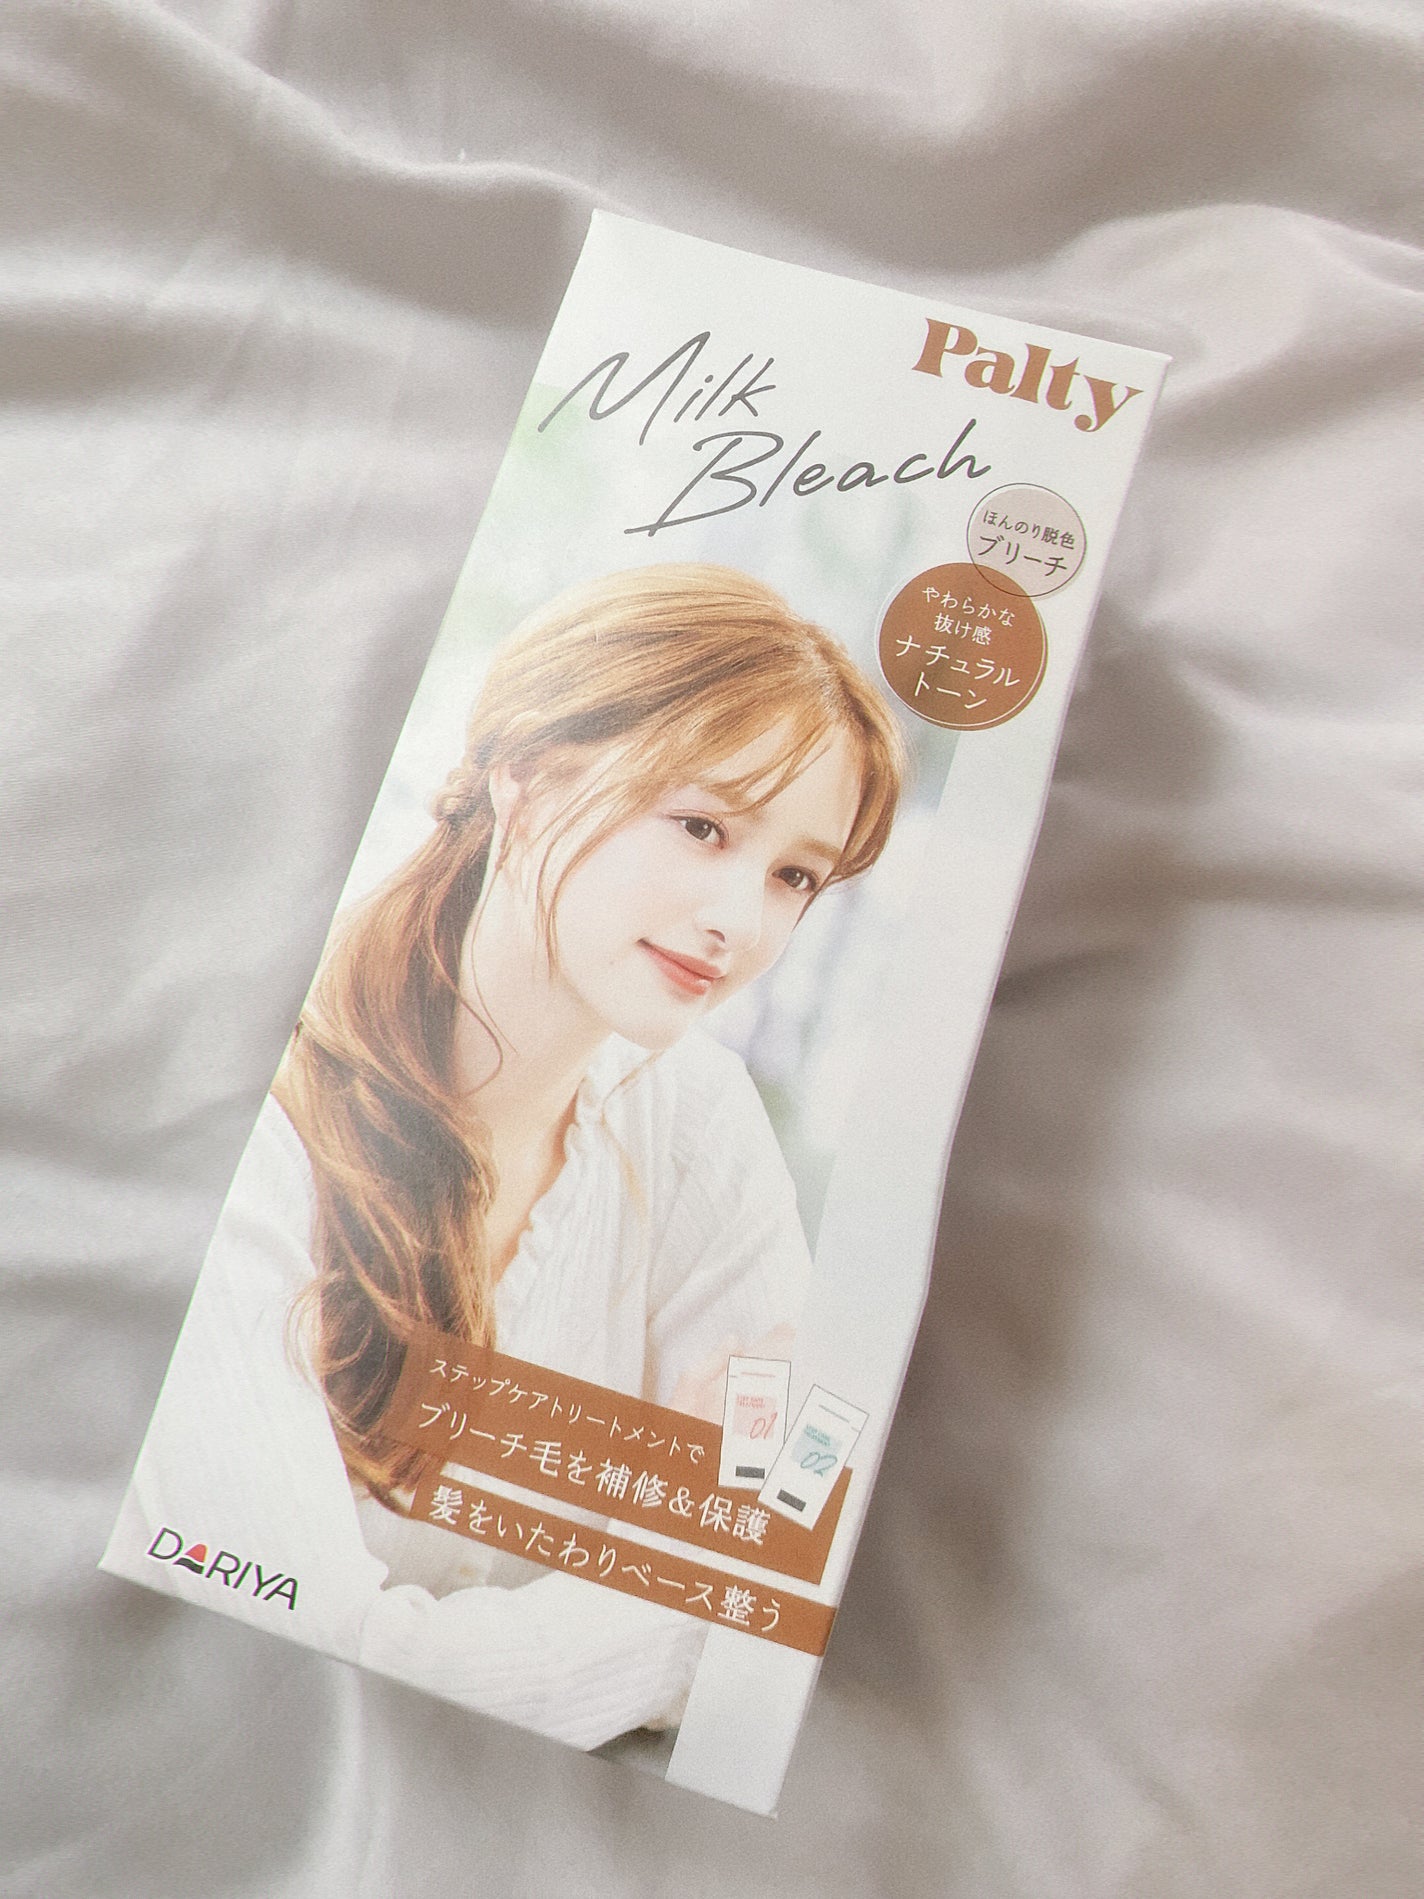 Palty
Milk
Bleach
ほんのり脱色
ブリーチ
やわらかな
抜け感
ナチュラル
トーン
ステップケアトリートメントで
ブリーチ毛を補修&保護
髪をいたわりベース整う
01
02
DARIYA